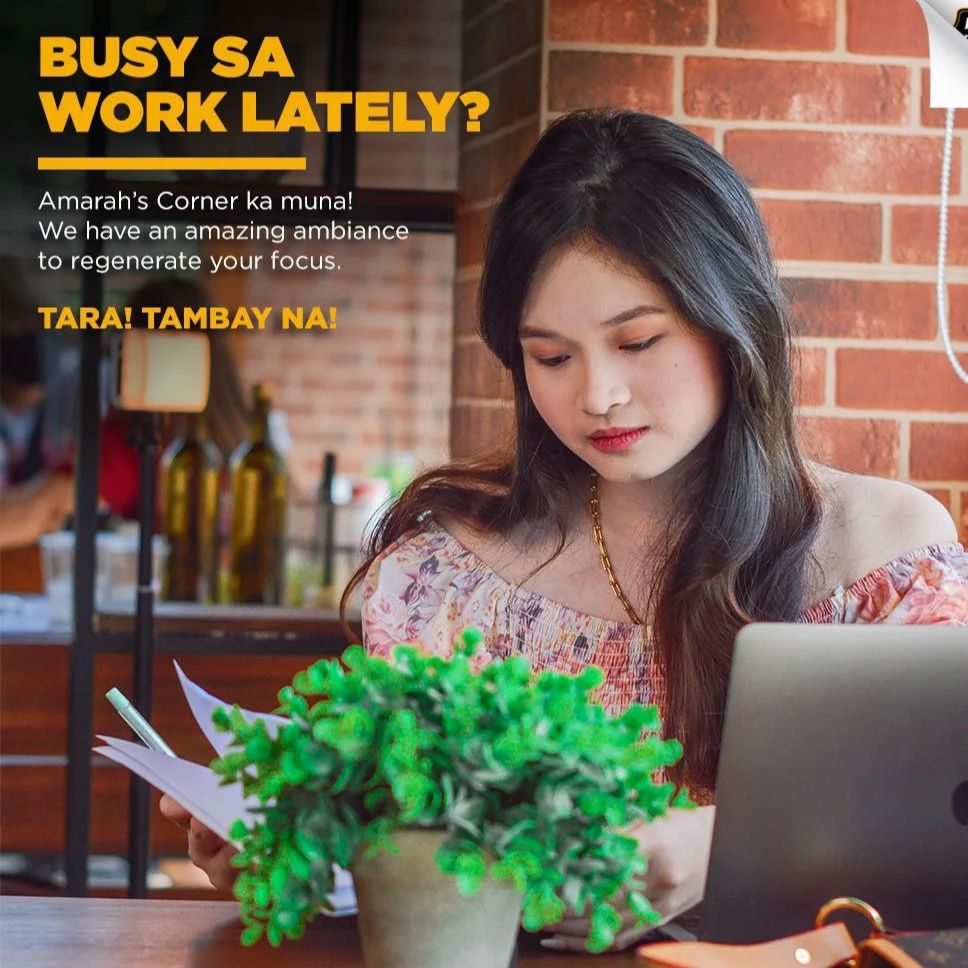 BUSY SA
WORK LATELY?
Amarah's Corner ka muna!
We have an amazing ambiance
to regenerate your focus.
TARA! TAMBAY NA!